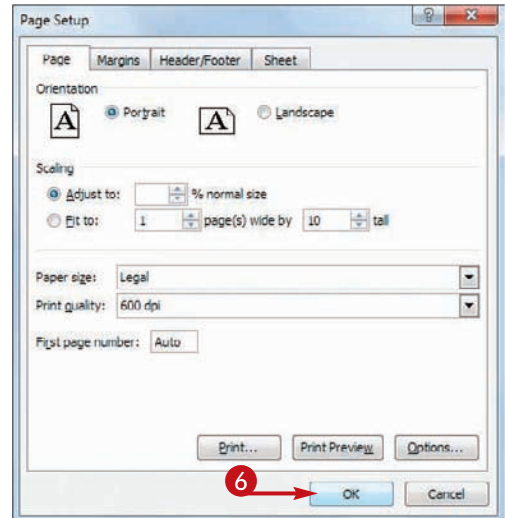 Page Setup
Page Margins Header/Footer Sheet
Orientation
A Portrait A Landscape
Scaling
Adjust to: % normal size
Fit to: 1 page(s) wide by 10 tall
Paper size: Legal
Print quality: 600 dpi
First page number: Auto
Print... Print Preview Options...
6 OK Cancel